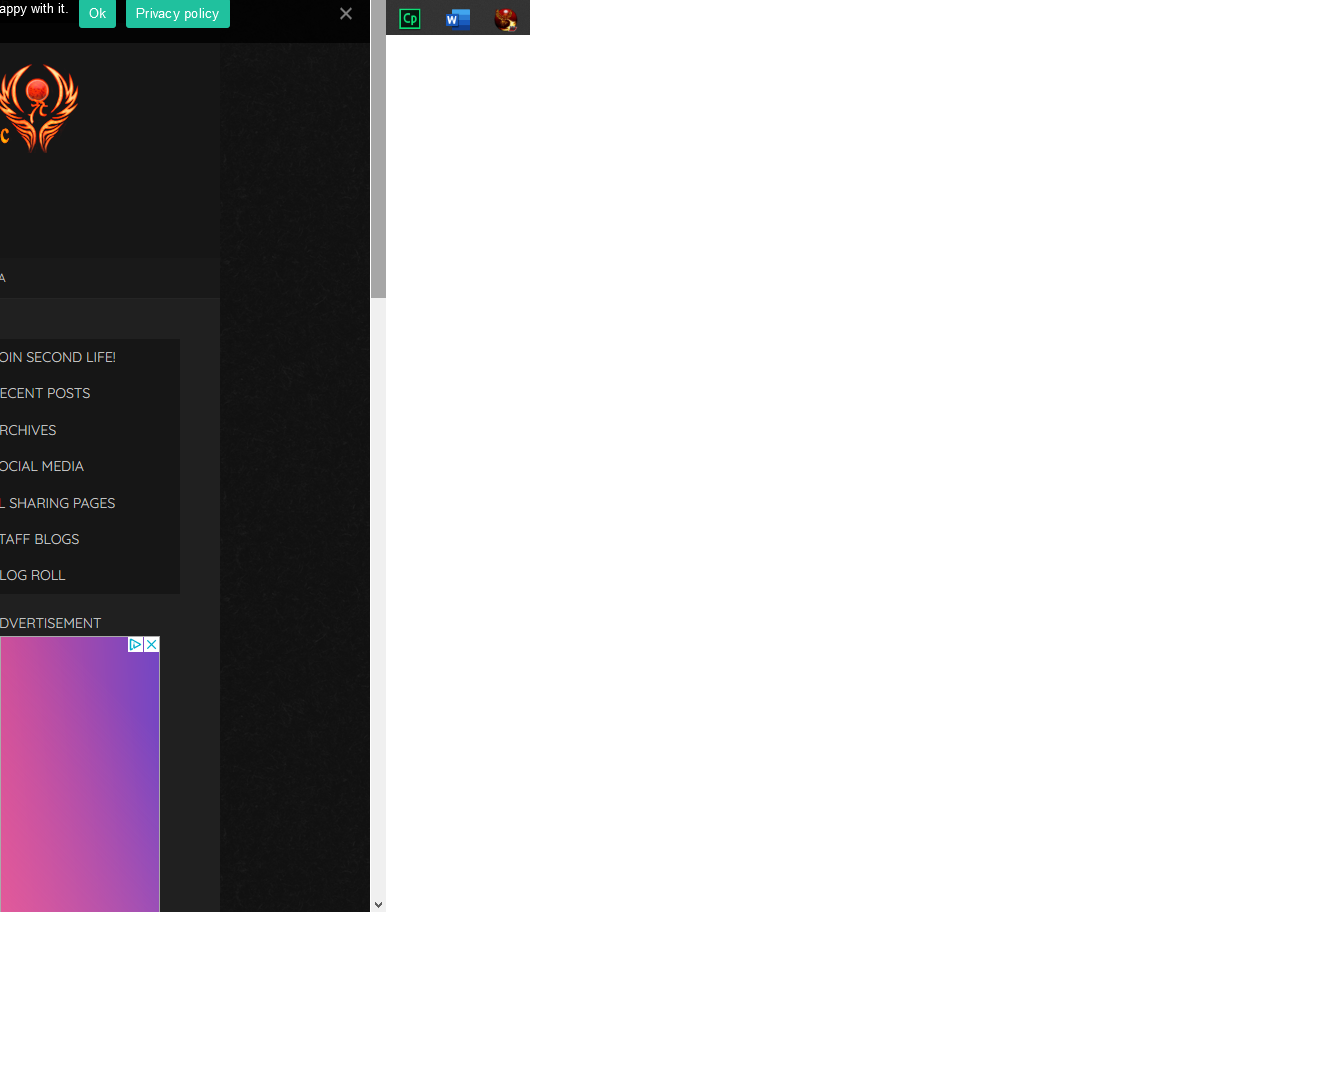 appy with it.
Ok
Privacy policy
Cp
W
C
A
OIN SECOND LIFE!
ECENT POSTS
RCHIVES
OCIAL MEDIA
L SHARING PAGES
TAFF BLOGS
LOG ROLL
DVERTISEMENT